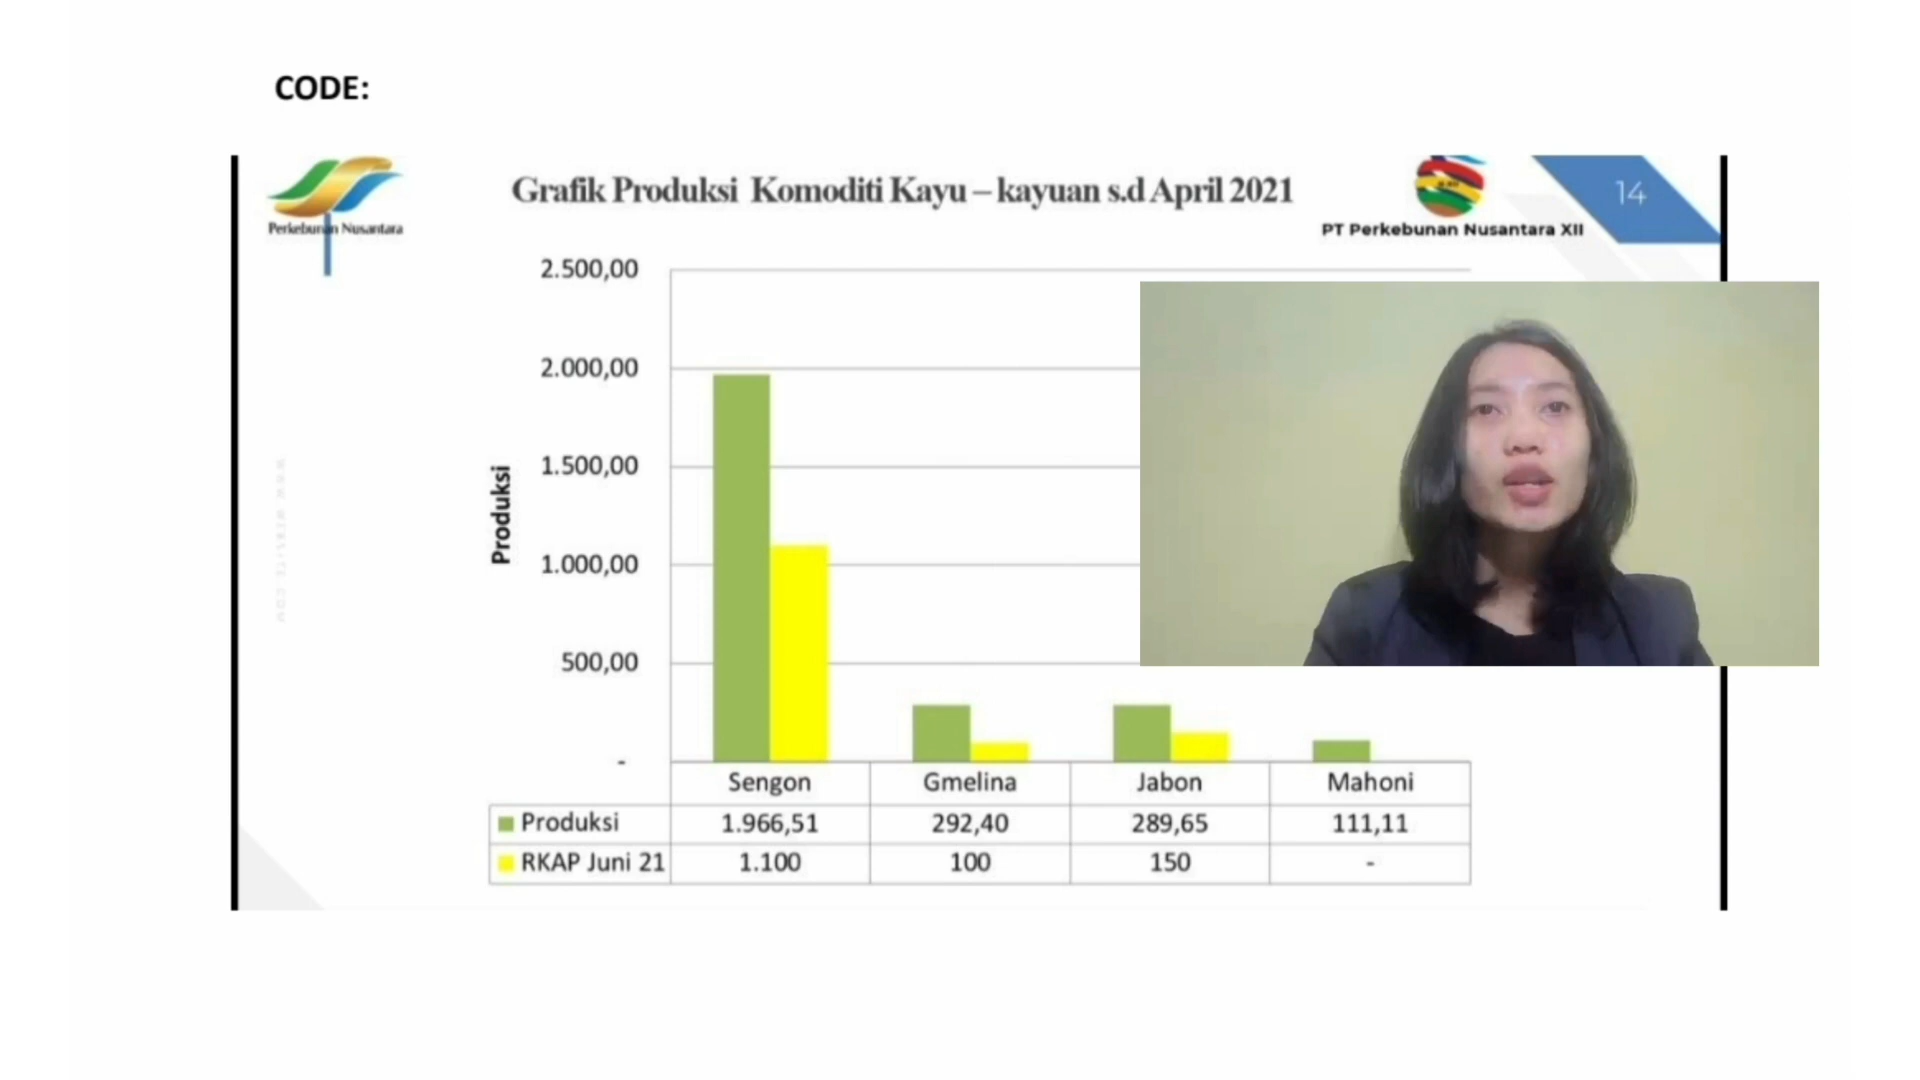 CODE:
Perkebunan Nusantara
Grafik Produksi Komoditi Kayu – kayuan s.d April 2021
PT Perkebunan Nusantara XII
14
2.500,00
2.000,00
1.500,00
1.000,00
500,00
-
Produksi
Sengon Gmelina Jabon Mahoni
Produksi 1.966,51 292,40 289,65 111,11
RKAP Juni 21 1.100 100 150 -